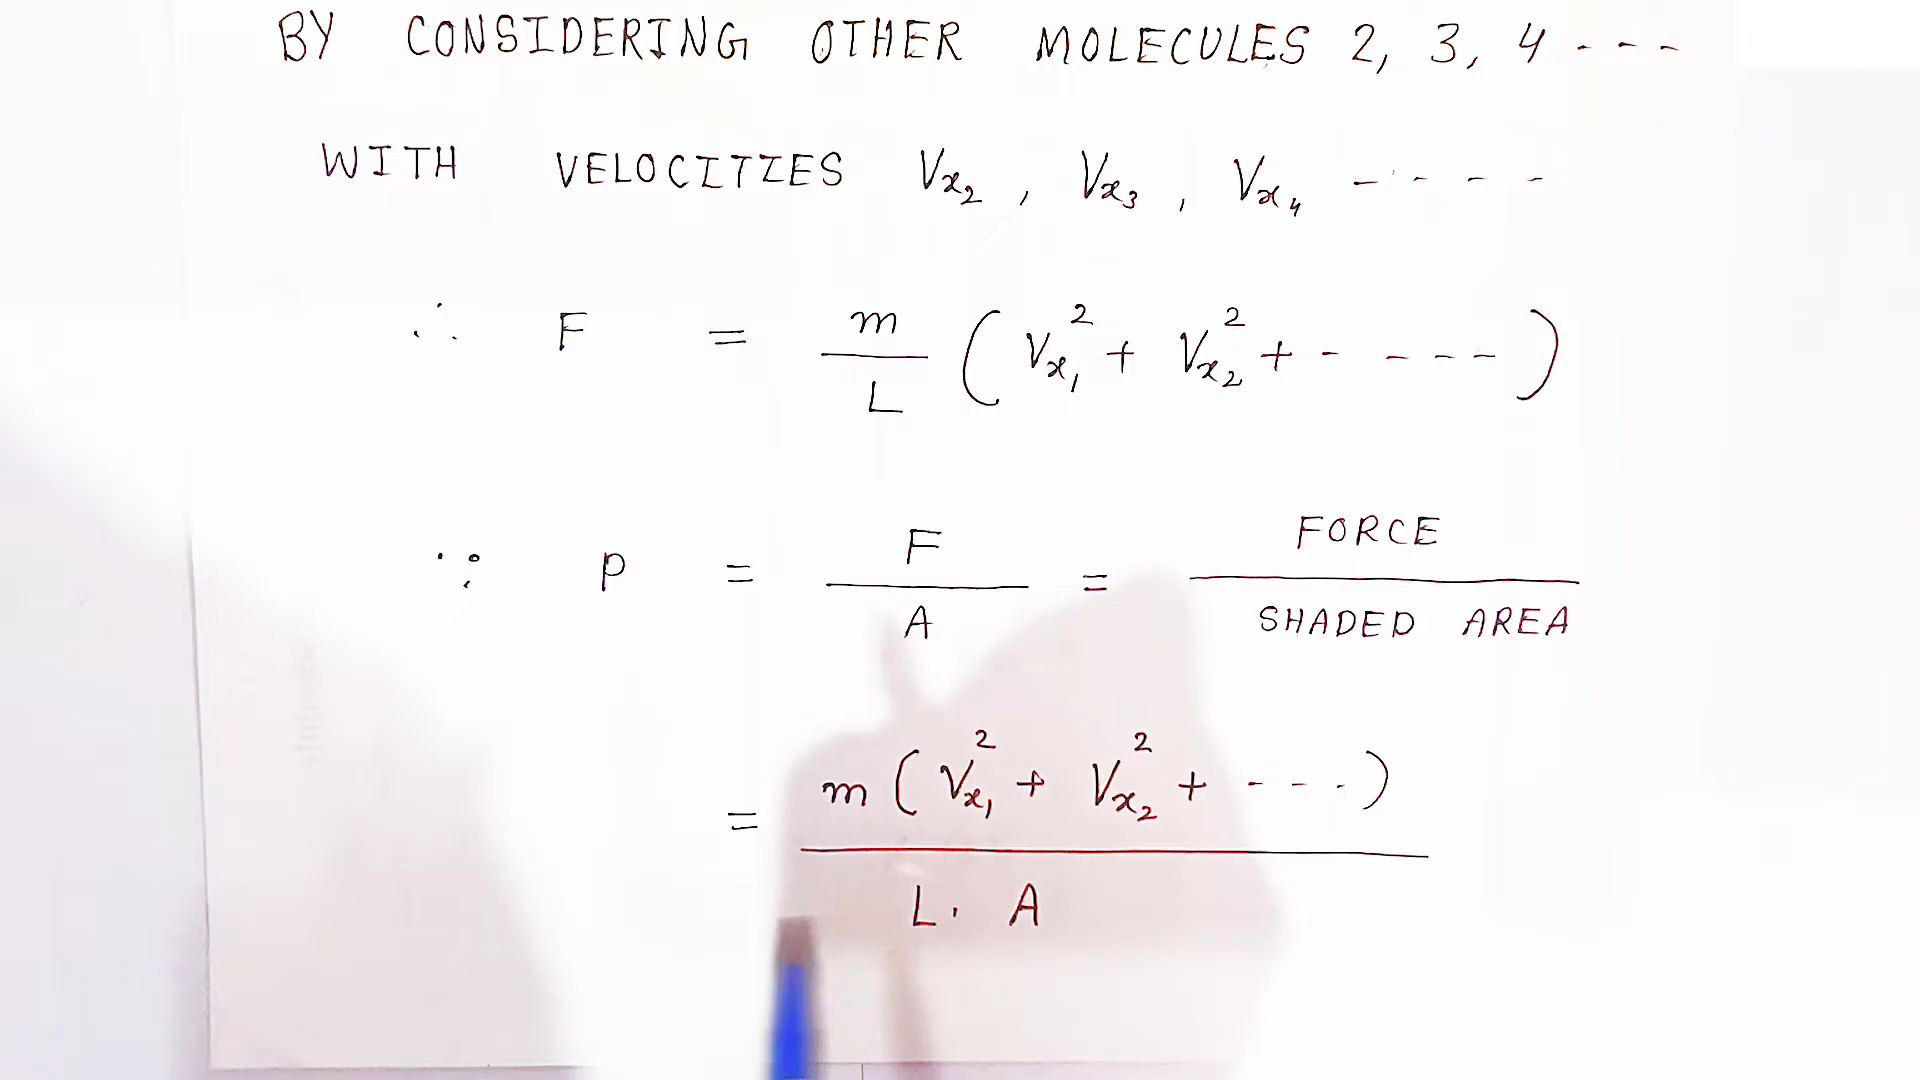 BY CONSIDERING OTHER MOLECULES 2, 3, 4 - - -
WITH VELOCITIES Vx₂ , Vx₃ , Vx₄ - - - - -
∴ F = m/L ( Vx₁² + Vx₂² + - - - - )
∵ P = F/A = FORCE / SHADED AREA
= m ( Vx₁² + Vx₂² + - - - ) / L . A